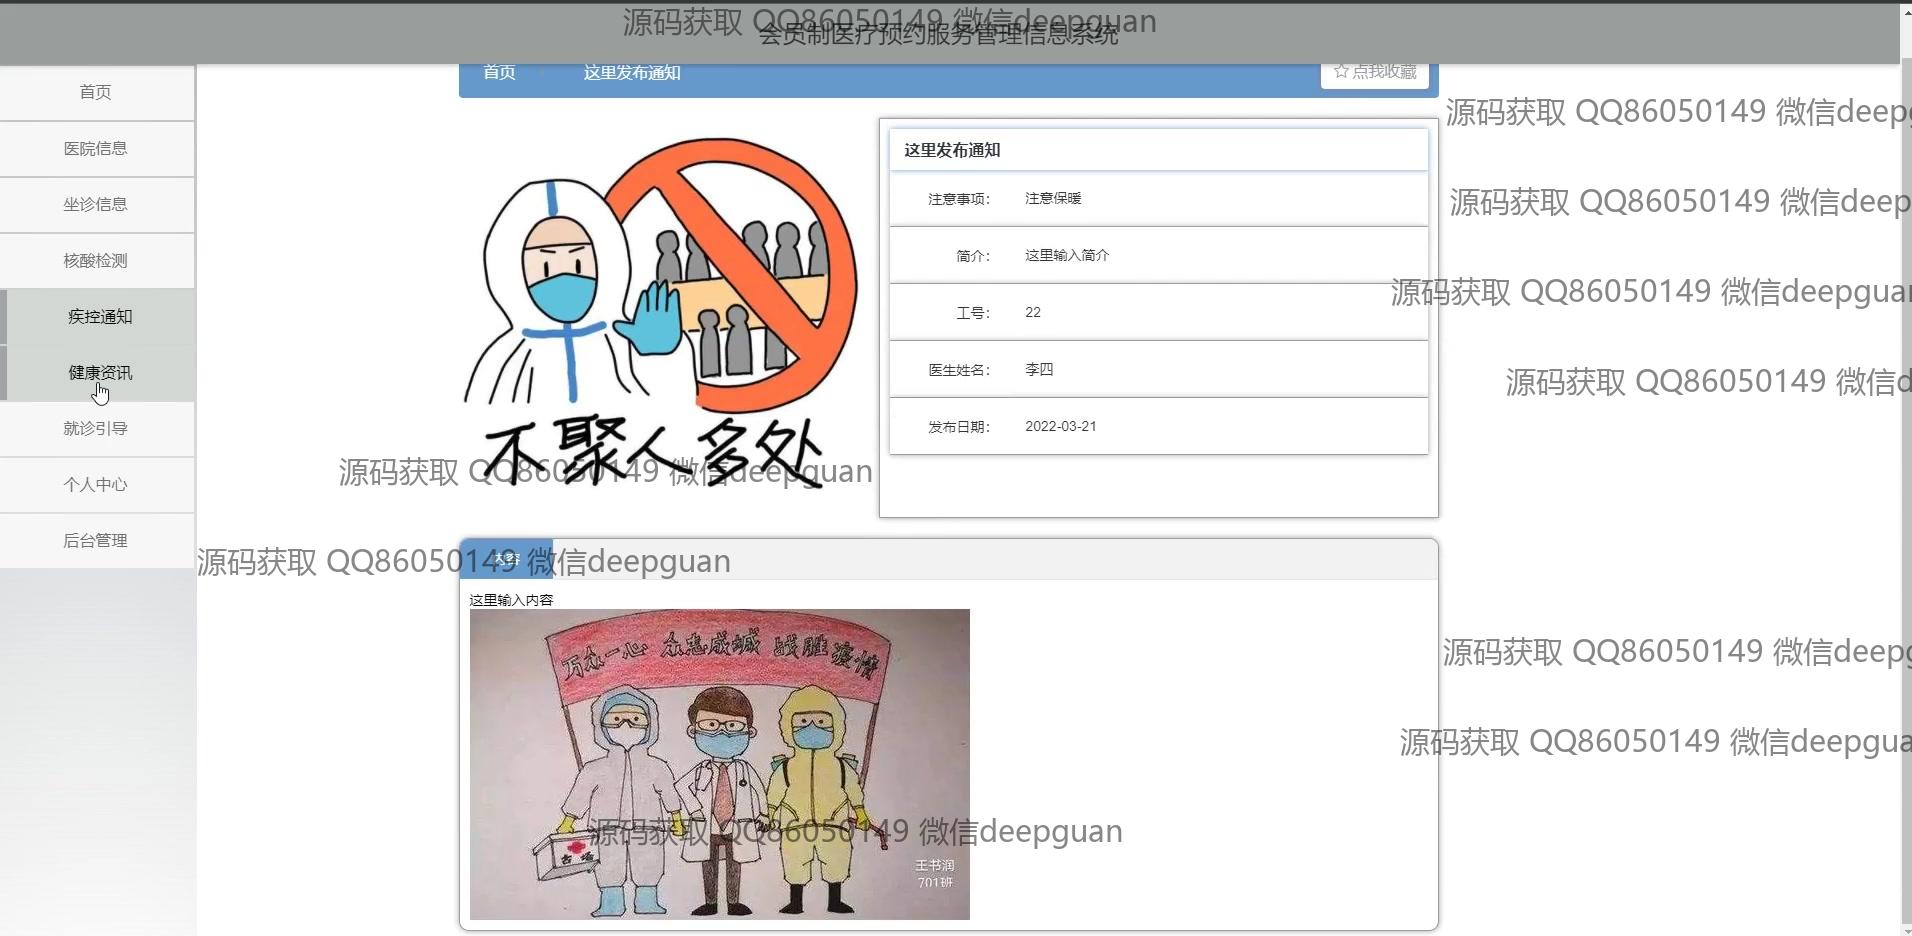 源码获取 QQ86050149 微信deepguan
会员制医疗预约服务管理信息系统
首页
这里发布通知
☆ 点我收藏
首页
医院信息
坐诊信息
核酸检测
疾控通知
健康资讯
就诊引导
个人中心
后台管理
不聚人多处
这里发布通知
注意事项： 注意保暖
简介： 这里输入简介
工号： 22
医生姓名： 李四
发布日期： 2022-03-21
源码获取 QQ86050149 微信deepg
源码获取 QQ86050149 微信deep
源码获取 QQ86050149 微信deepguan
源码获取 QQ86050149 微信d
源码获取 QQ86050149 微信deepguan
源码获取 QQ86050149 微信deepguan
内容
这里输入内容
万众一心 众志成城 战胜疫情
王书润
701班
源码获取 QQ86050149 微信deepg
源码获取 QQ86050149 微信deepgua
源码获取 QQ86050149 微信deepguan